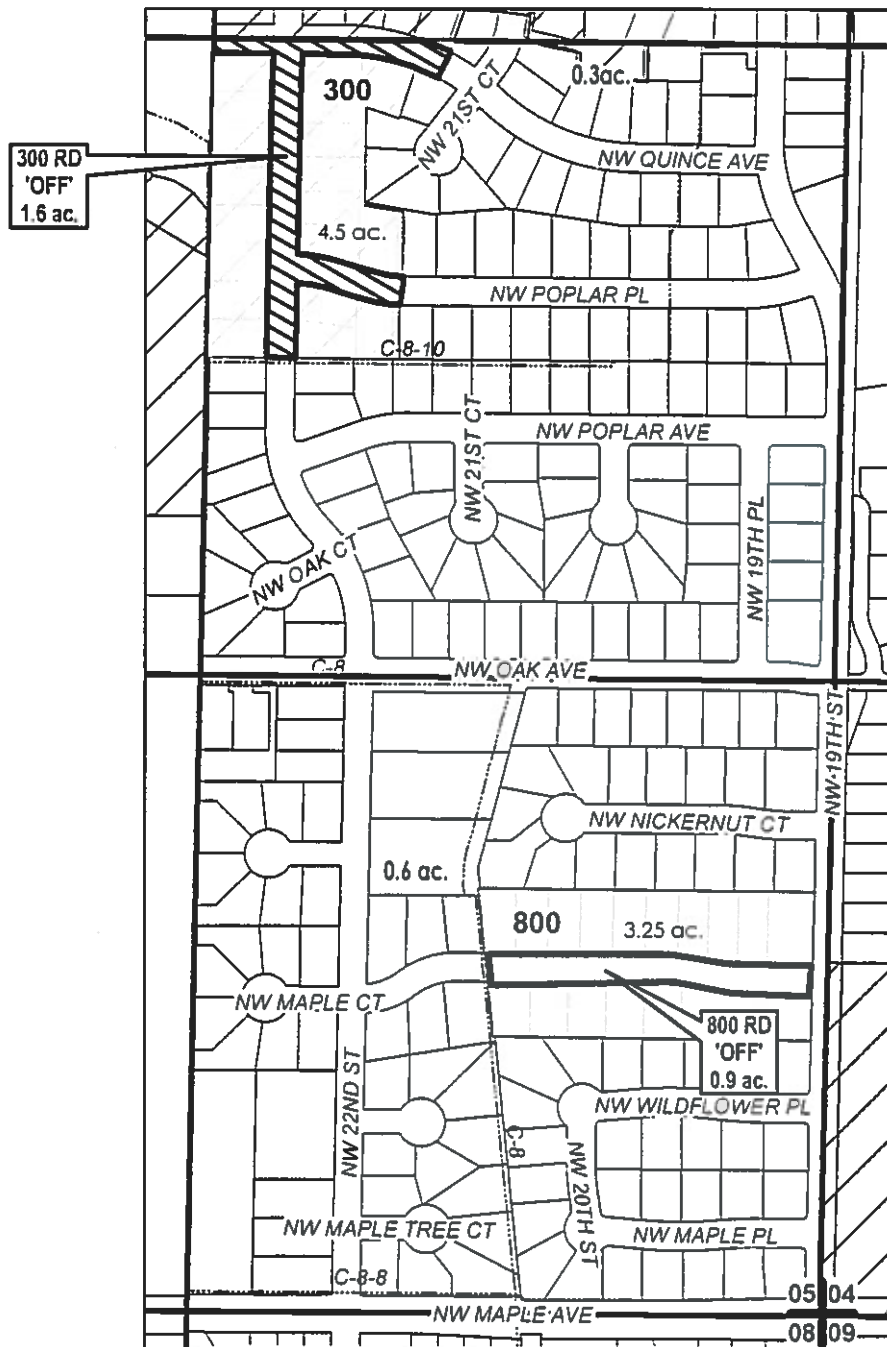 300
0.3ac.
NW 21ST CT
NW QUINCE AVE
300 RD
'OFF'
1.6 ac.
4.5 ac.
NW POPLAR PL
C-8-10
NW 21ST CT
NW POPLAR AVE
NW 19TH PL
NW OAK CT
C-8
NW OAK AVE
NW 19TH ST
NW NICKERNUT CT
0.6 ac.
800
3.25 ac.
NW MAPLE CT
800 RD
'OFF'
0.9 ac.
NW 22ND ST
NW WILDFLOWER PL
C-8
NW 20TH ST
NW MAPLE TREE CT
NW MAPLE PL
C-8-8
05 04
NW MAPLE AVE
08 09